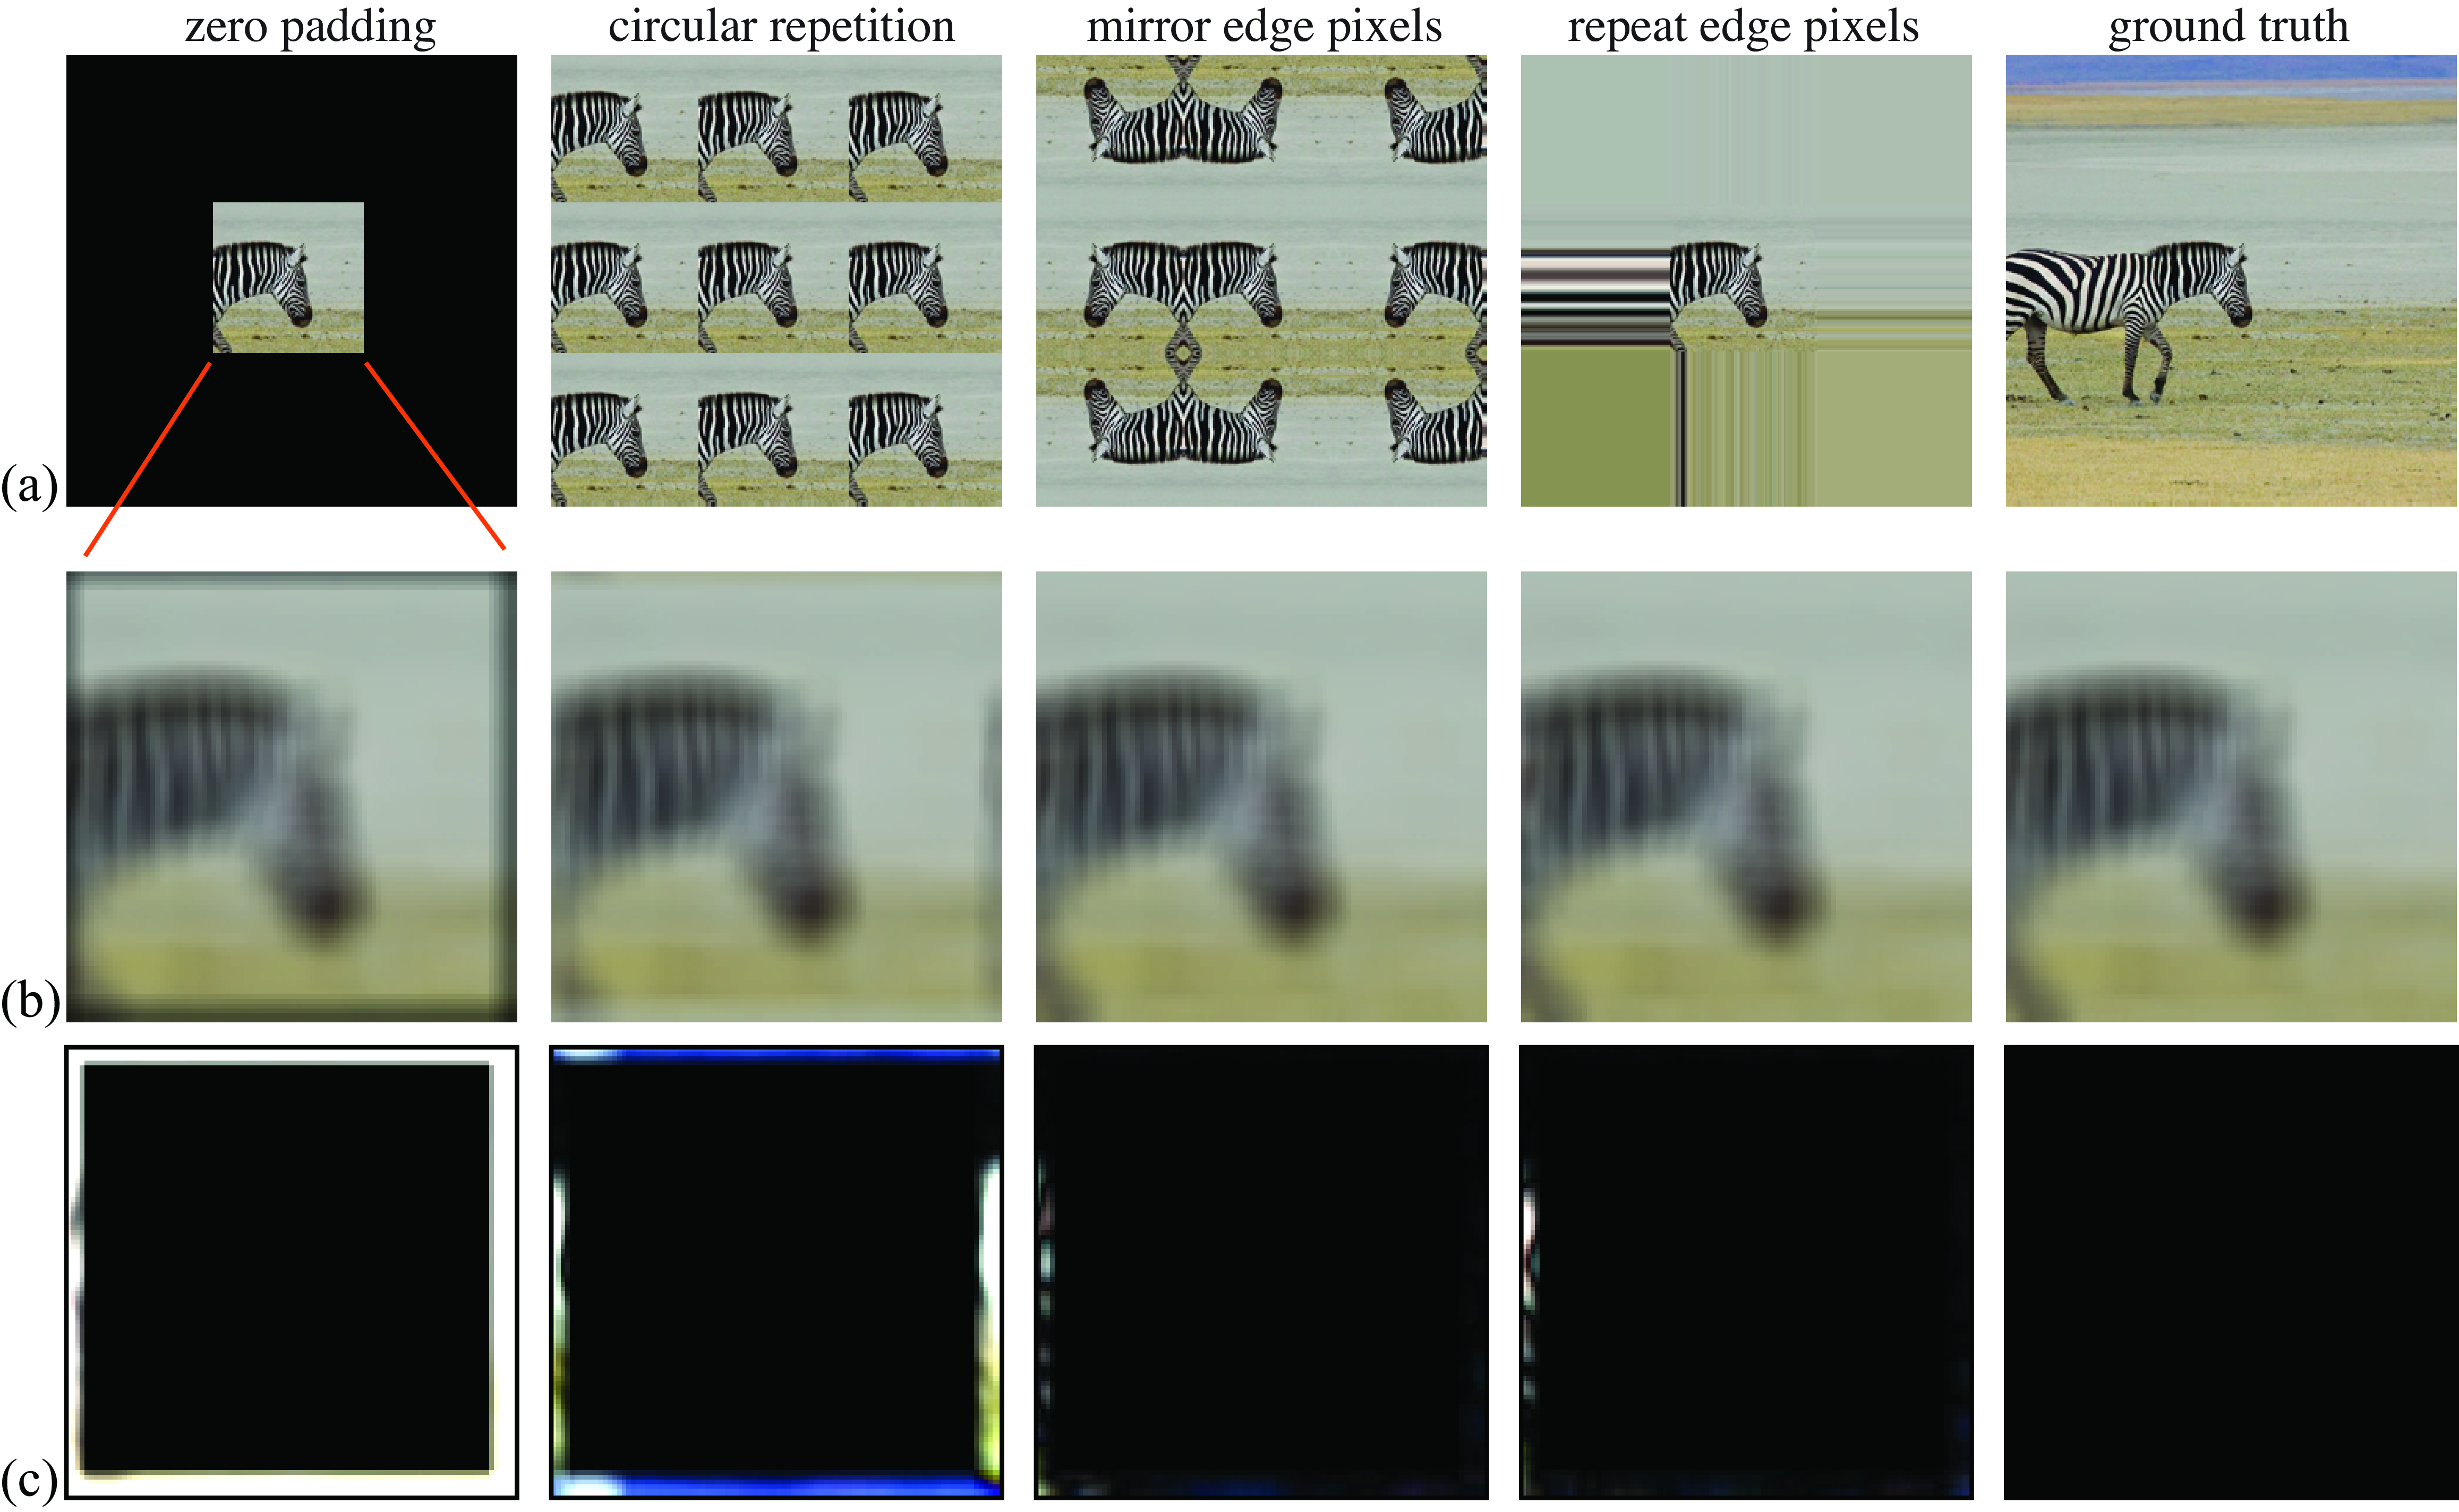 zero padding circular repetition mirror edge pixels repeat edge pixels ground truth
(a)
(b)
(c)